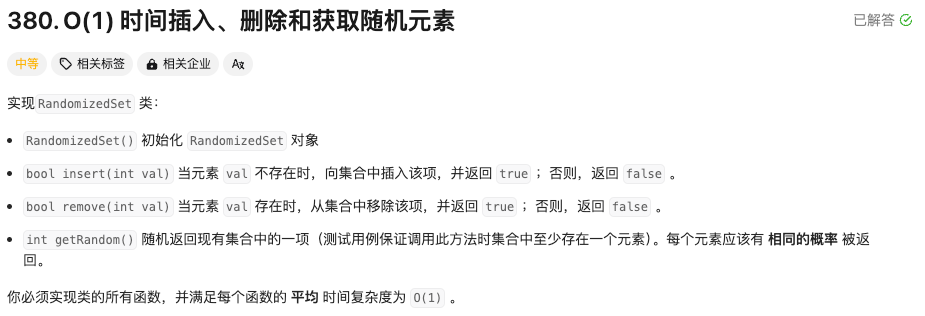 380. O(1) 时间插入、删除和获取随机元素
已解答
中等 相关标签 相关企业 Aあ
实现 RandomizedSet 类：
• RandomizedSet() 初始化 RandomizedSet 对象
• bool insert(int val) 当元素 val 不存在时，向集合中插入该项，并返回 true ；否则，返回 false 。
• bool remove(int val) 当元素 val 存在时，从集合中移除该项，并返回 true ；否则，返回 false 。
• int getRandom() 随机返回现有集合中的一项（测试用例保证调用此方法时集合中至少存在一个元素）。每个元素应该有 相同的概率 被返
回。
你必须实现类的所有函数，并满足每个函数的 平均 时间复杂度为 O(1) 。